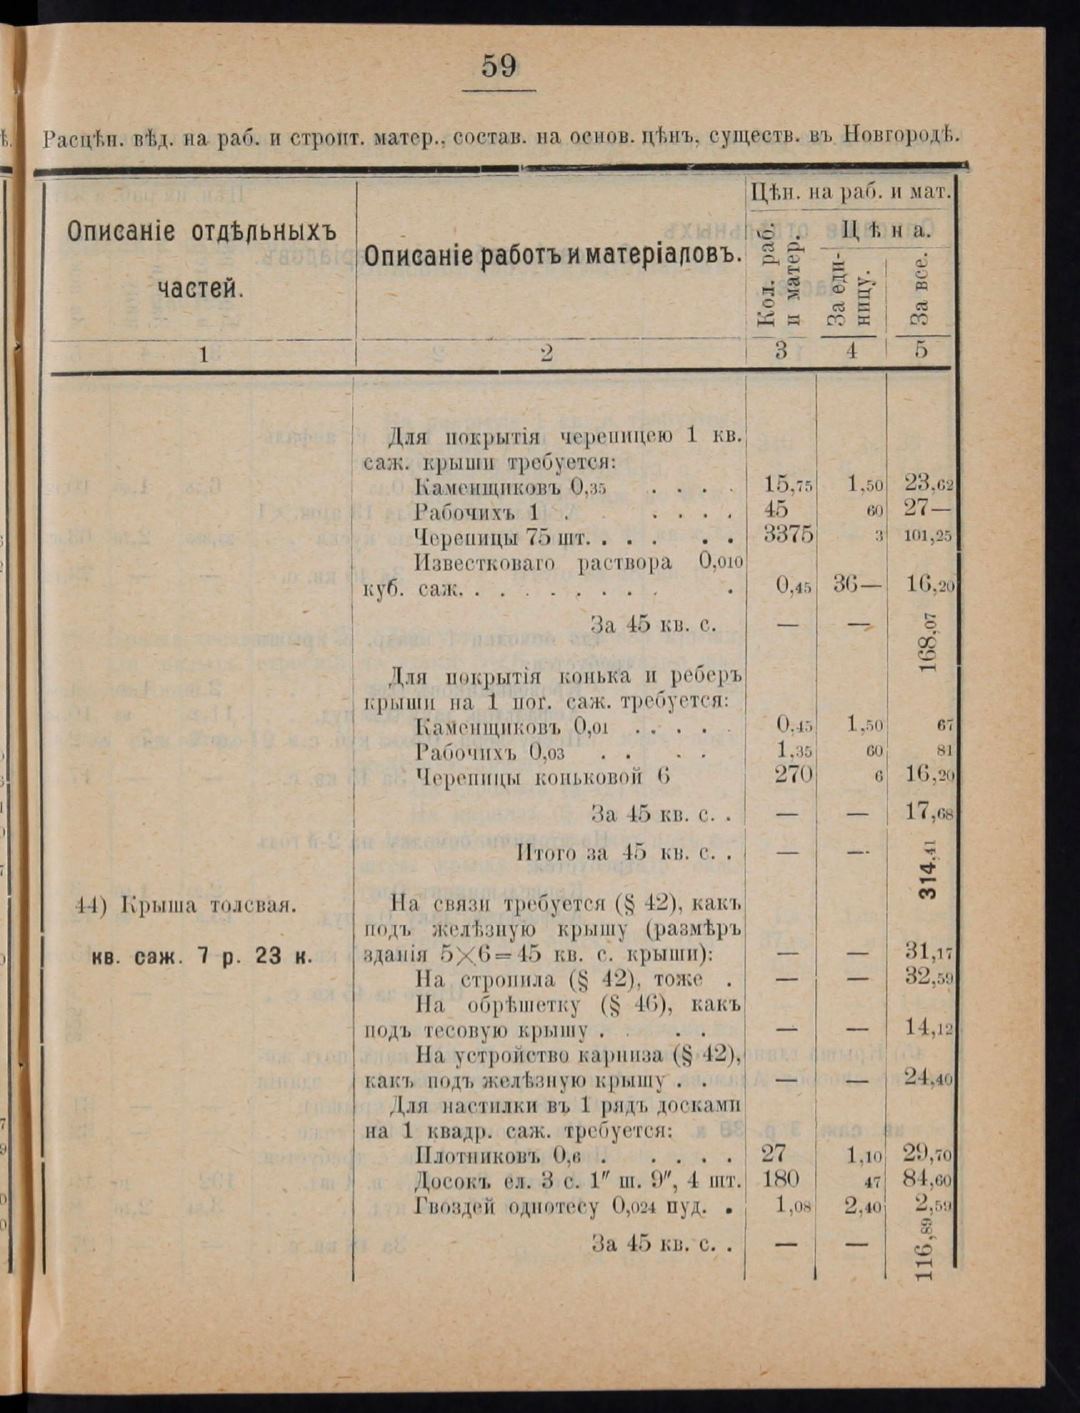 59
Расцѣн. вѣд. на раб. и строит. матер., состав. на основ. цѣнъ, существ. въ Новгородѣ.
Описаніе отдѣльныхъ частей.
Описаніе работъ и матеріаловъ.
Цѣн. на раб. и мат.
Кол. раб. и матер.
Цѣна.
За единицу.
За все.
1 2 3 4 5
Для покрытія черепицею 1 кв.
саж. крыши требуется:
Каменщиковъ 0,35 . . . . 15,75 1,50 23,62
Рабочихъ 1 . . . . . 45 60 27—
Черепицы 75 шт. . . . . . 3375 3 101,25
Известковаго раствора 0,010
куб. саж. . . . . . . . . . 0,45 36— 16,20
За 45 кв. с. — — 168,07
Для покрытія конька и реберъ
крыши на 1 пог. саж. требуется:
Каменщиковъ 0,01 . . . . . 0,45 1,50 67
Рабочихъ 0,03 . . . . 1,35 60 81
Черепицы коньковой 6 270 6 16,20
За 45 кв. с. . — — 17,68
Итого за 45 кв. с. . — — 314,41
44) Крыша толевая. На связи требуется (§ 42), какъ
подъ желѣзную крышу (размѣръ
кв. саж. 7 р. 23 к. зданія 5×6=45 кв. с. крыши): — — 31,17
На стропила (§ 42), тоже . — — 32,59
На обрѣшетку (§ 46), какъ
подъ тесовую крышу . . . — — 14,12
На устройство карниза (§ 42),
какъ подъ желѣзную крышу . . — — 24,40
Для настилки въ 1 рядъ досками
на 1 квадр. саж. требуется:
Плотниковъ 0,6 . . . . . 27 1,10 29,70
Досокъ ел. 3 с. 1″ ш. 9″, 4 шт. 180 47 84,60
Гвоздей однотесу 0,024 пуд. . 1,08 2,40 2,59
За 45 кв. с. . — — 116,89